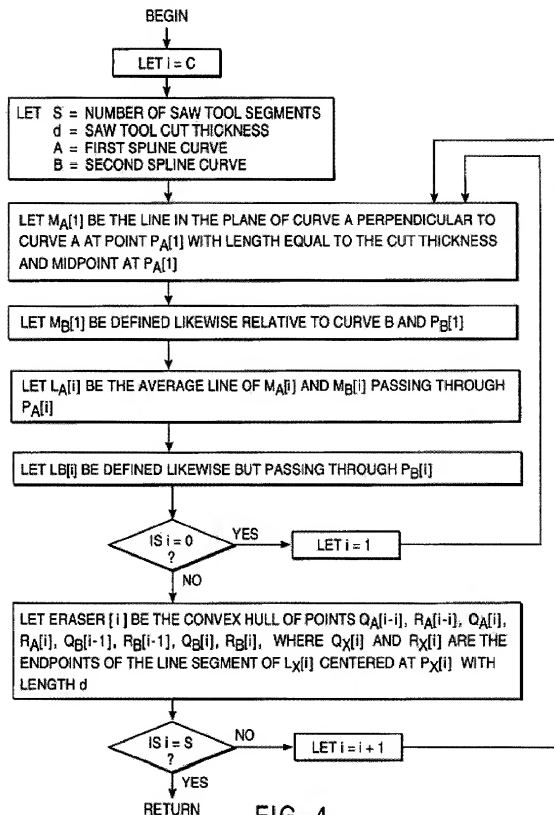 BEGIN
LET i = C
LET S = NUMBER OF SAW TOOL SEGMENTS
d = SAW TOOL CUT THICKNESS
A = FIRST SPLINE CURVE
B = SECOND SPLINE CURVE
LET MA[1] BE THE LINE IN THE PLANE OF CURVE A PERPENDICULAR TO
CURVE A AT POINT PA[1] WITH LENGTH EQUAL TO THE CUT THICKNESS
AND MIDPOINT AT PA[1]
LET MB[1] BE DEFINED LIKEWISE RELATIVE TO CURVE B AND PB[1]
LET LA[i] BE THE AVERAGE LINE OF MA[i] AND MB[i] PASSING THROUGH
PA[i]
LET LB[i] BE DEFINED LIKEWISE BUT PASSING THROUGH PB[i]
IS i = 0
?
YES
LET i = 1
NO
LET ERASER [i] BE THE CONVEX HULL OF POINTS QA[i-i], RA[i-i], QA[i],
RA[i], QB[i-1], RB[i-1], QB[i], RB[i], WHERE QX[i] AND RX[i] ARE THE
ENDPOINTS OF THE LINE SEGMENT OF LX[i] CENTERED AT PX[i] WITH
LENGTH d
IS i = S
?
NO
LET i = i + 1
YES
RETURN
FIG. 4